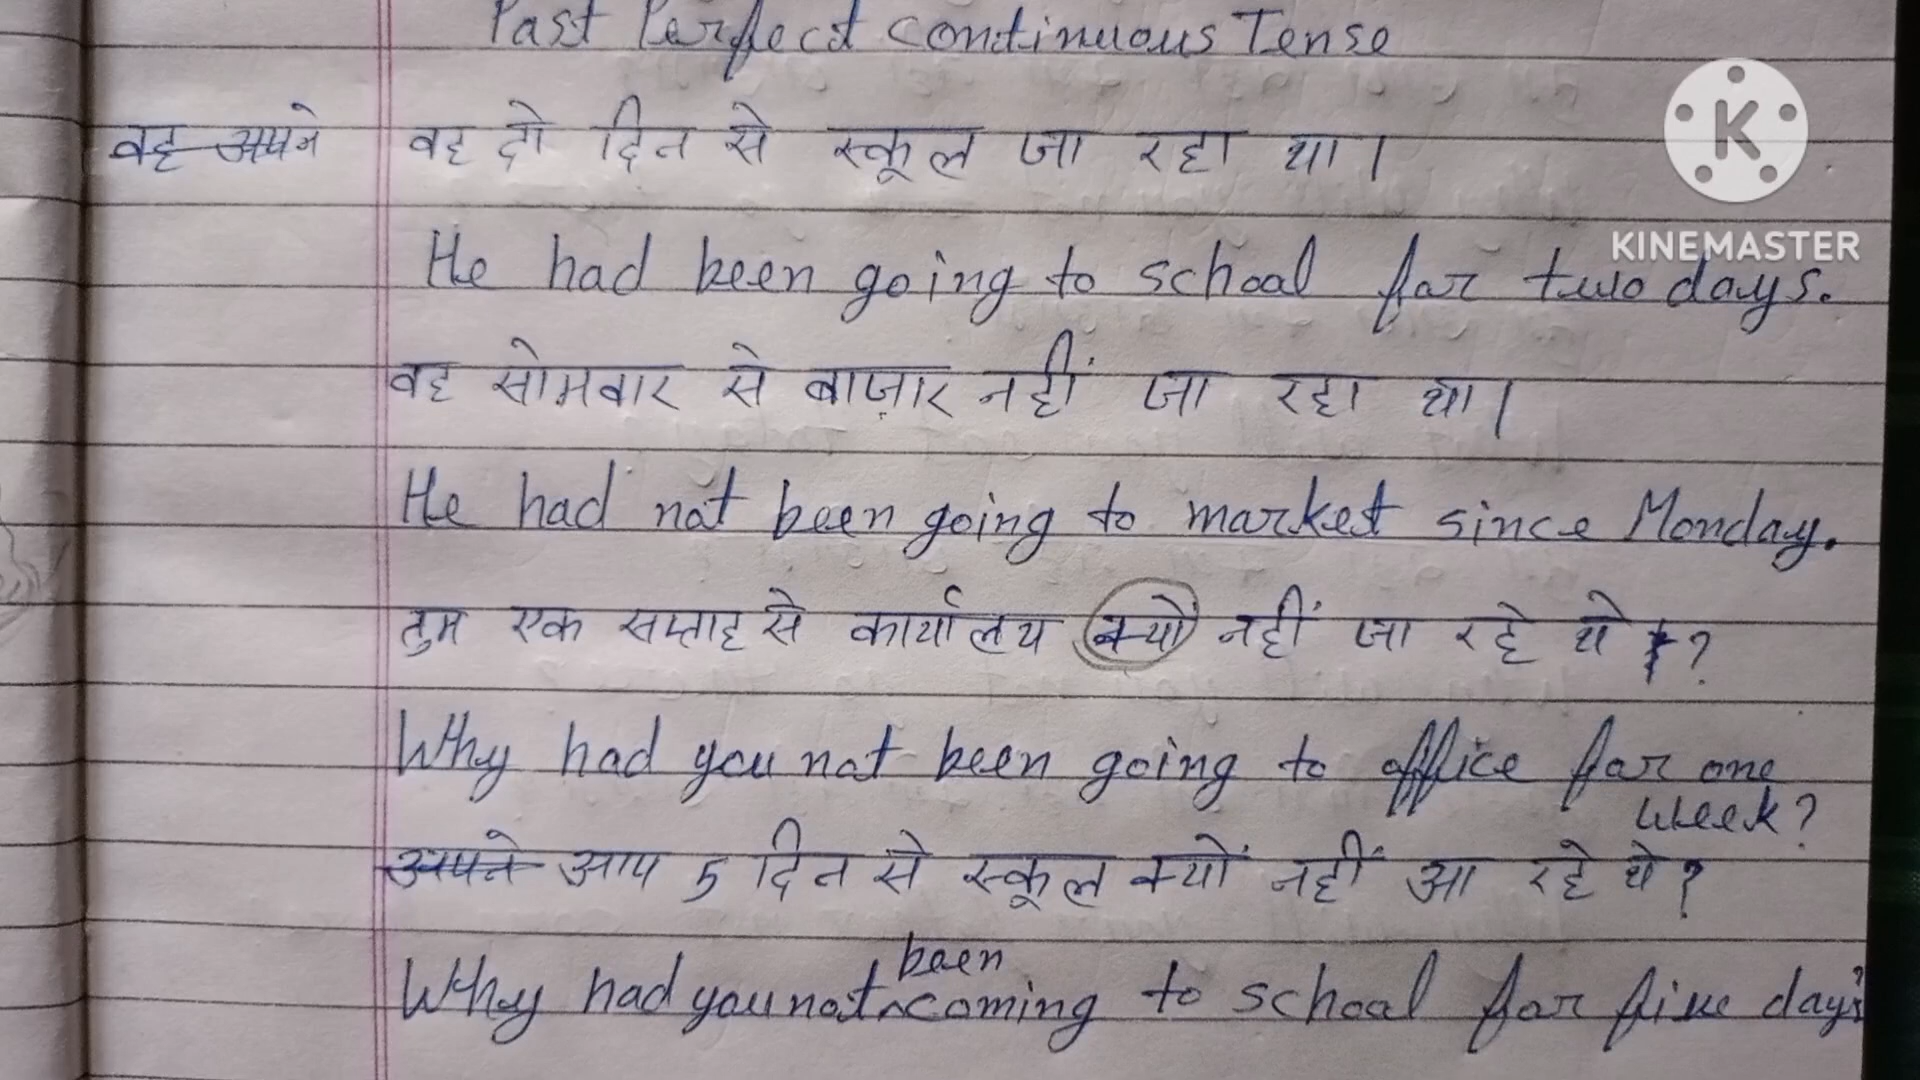 Past Perfect Continuous Tense
वह अपने वह दो दिन से स्कूल जा रहा था।
KINEMASTER
He had been going to school for two days.
वह सोमवार से बाज़ार नहीं जा रहा था।
He had not been going to market since Monday.
तुम एक सप्ताह से कार्यालय क्यों नहीं जा रहे थे ?
Why had you not been going to office for one
week?
अपने आप 5 दिन से स्कूल क्यों नहीं आ रहे थे ?
Why had you not been coming to school for five days?